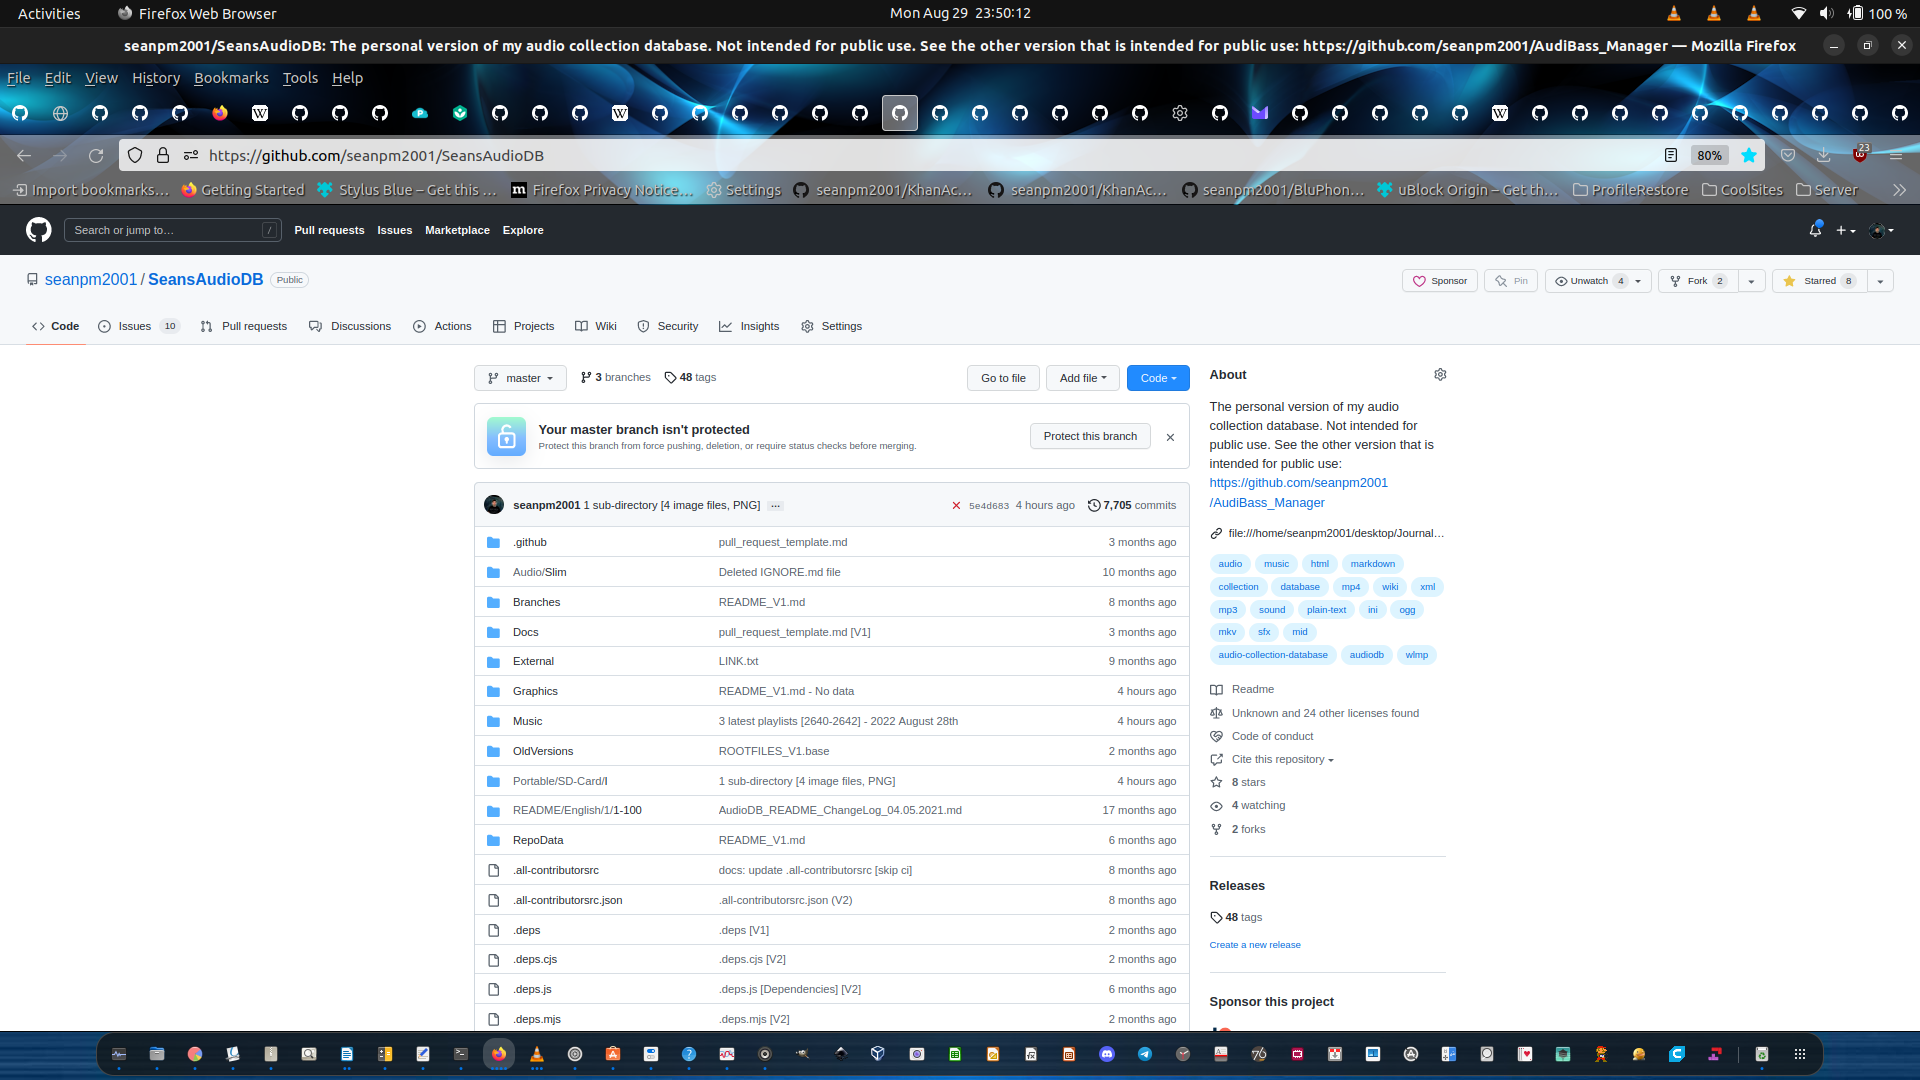 Activities Firefox Web Browser Mon Aug 29 23:50:12 100 %
seanpm2001/SeansAudioDB: The personal version of my audio collection database. Not intended for public use. See the other version that is intended for public use: https://github.com/seanpm2001/AudiBass_Manager — Mozilla Firefox
File Edit View History Bookmarks Tools Help
https://github.com/seanpm2001/SeansAudioDB 80% 23
Import bookmarks… Getting Started Stylus Blue – Get this … Firefox Privacy Notice… Settings seanpm2001/KhanAc… seanpm2001/KhanAc… seanpm2001/BluPhon… uBlock Origin – Get th… ProfileRestore CoolSites Server
Search or jump to… / Pull requests Issues Marketplace Explore
seanpm2001 / SeansAudioDB Public Sponsor Pin Unwatch 4 Fork 2 Starred 8
Code Issues 10 Pull requests Discussions Actions Projects Wiki Security Insights Settings
master 3 branches 48 tags Go to file Add file Code
Your master branch isn't protected
Protect this branch from force pushing, deletion, or require status checks before merging.
Protect this branch
seanpm2001 1 sub-directory [4 image files, PNG] … 5e4d683 4 hours ago 7,705 commits
.github pull_request_template.md 3 months ago
Audio/Slim Deleted IGNORE.md file 10 months ago
Branches README_V1.md 8 months ago
Docs pull_request_template.md [V1] 3 months ago
External LINK.txt 9 months ago
Graphics README_V1.md - No data 4 hours ago
Music 3 latest playlists [2640-2642] - 2022 August 28th 4 hours ago
OldVersions ROOTFILES_V1.base 2 months ago
Portable/SD-Card/I 1 sub-directory [4 image files, PNG] 4 hours ago
README/English/1/1-100 AudioDB_README_ChangeLog_04.05.2021.md 17 months ago
RepoData README_V1.md 6 months ago
.all-contributorsrc docs: update .all-contributorsrc [skip ci] 8 months ago
.all-contributorsrc.json .all-contributorsrc.json (V2) 8 months ago
.deps .deps [V1] 2 months ago
.deps.cjs .deps.cjs [V2] 2 months ago
.deps.js .deps.js [Dependencies] [V2] 6 months ago
.deps.mjs .deps.mjs [V2] 2 months ago
About
The personal version of my audio
collection database. Not intended for
public use. See the other version that is
intended for public use:
https://github.com/seanpm2001
/AudiBass_Manager
file:///home/seanpm2001/desktop/Journal…
audio music html markdown
collection database mp4 wiki xml
mp3 sound plain-text ini ogg
mkv sfx mid
audio-collection-database audiodb wlmp
Readme
Unknown and 24 other licenses found
Code of conduct
Cite this repository
8 stars
4 watching
2 forks
Releases
48 tags
Create a new release
Sponsor this project